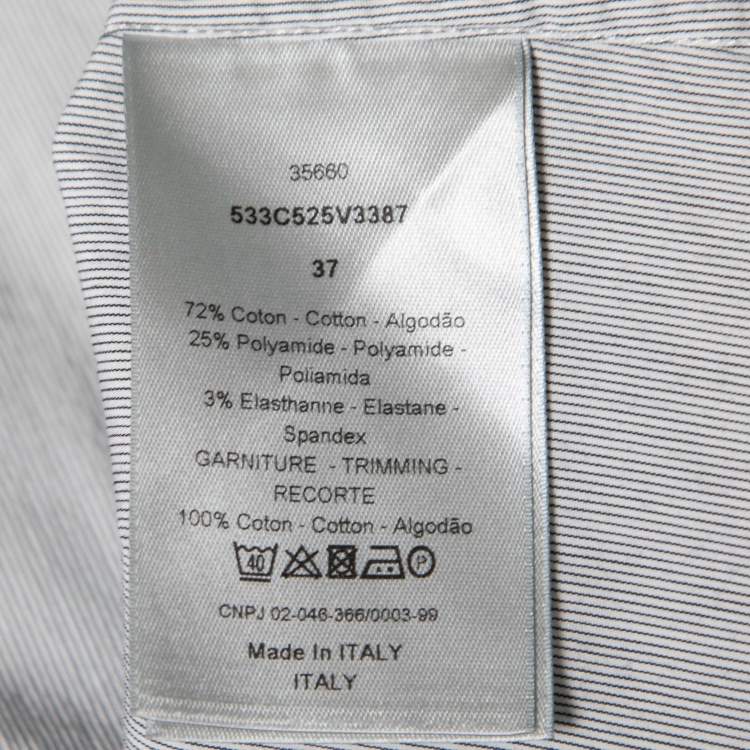 35660
533C525V3387
37
72% Coton - Cotton - Algodão
25% Polyamide - Polyamide -
Poliamida
3% Elasthanne - Elastane -
Spandex
GARNITURE - TRIMMING -
RECORTE
100% Coton - Cotton - Algodão
40 P
CNPJ 02-046-366/0003-99
Made In ITALY
ITALY